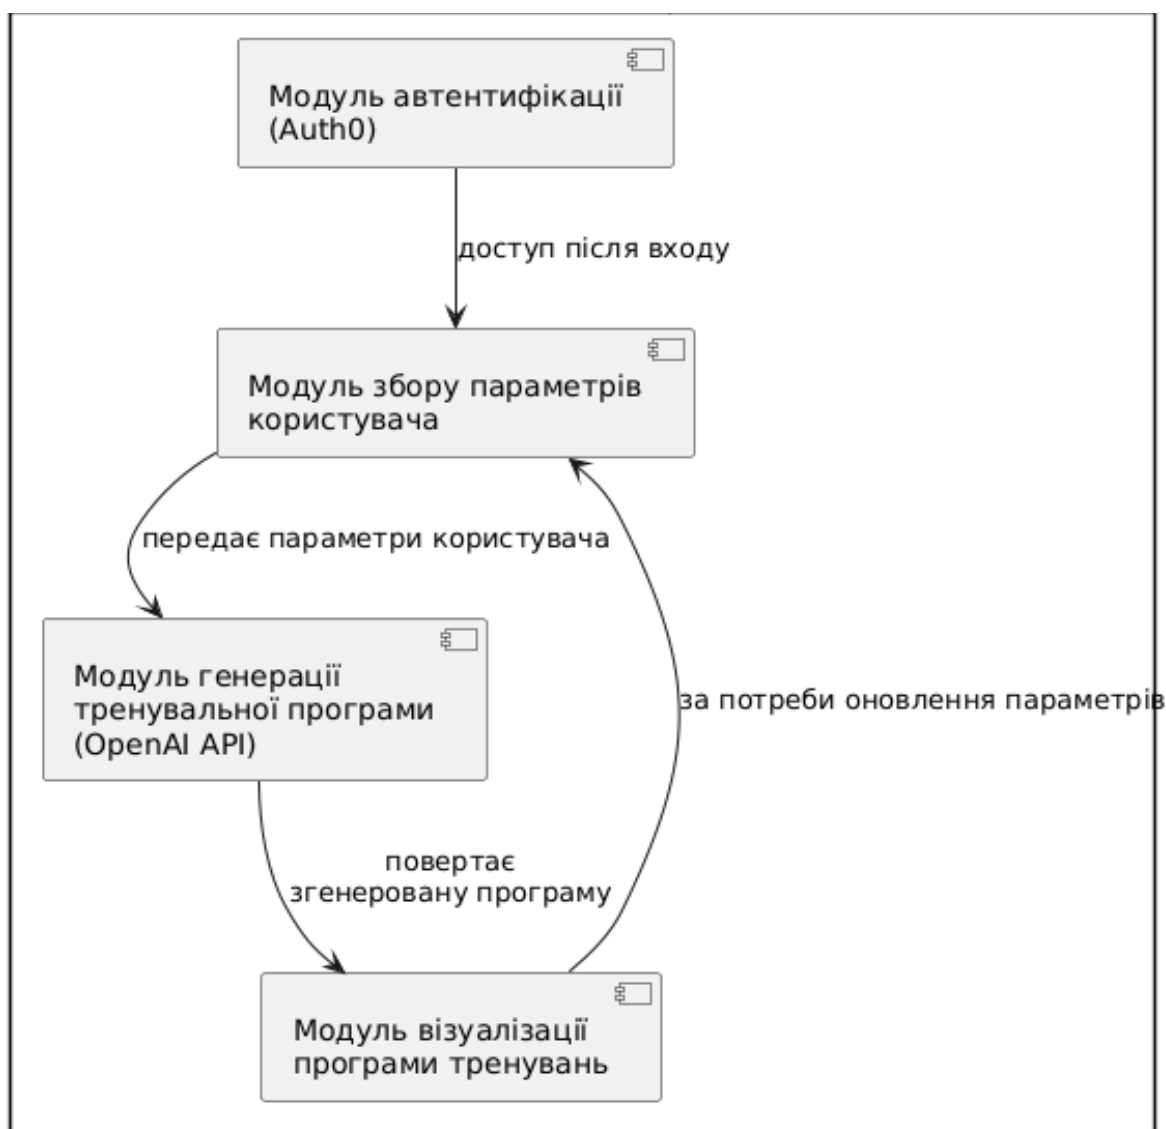 Модуль автентифікації
(Auth0)
доступ після входу
Модуль збору параметрів
користувача
передає параметри користувача
Модуль генерації
тренувальної програми
(OpenAI API)
за потреби оновлення параметрів
повертає
згенеровану програму
Модуль візуалізації
програми тренувань